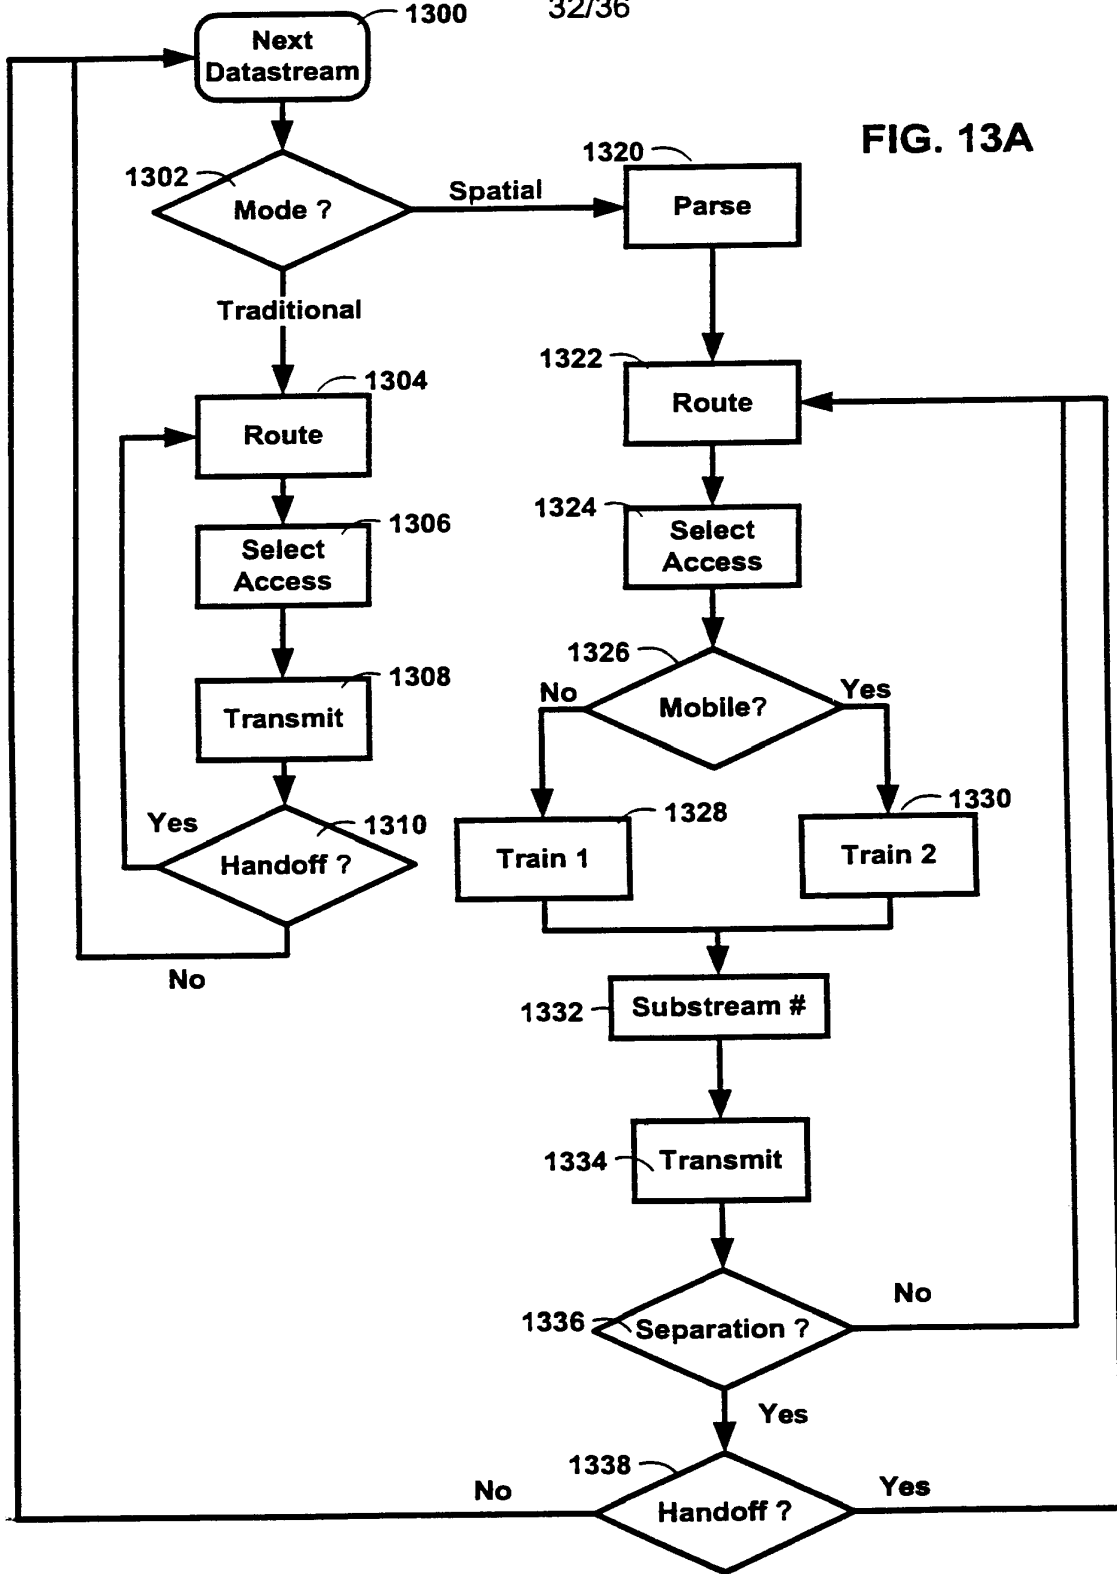 32/36
1300
Next
Datastream
FIG. 13A
1320
1302
Spatial
Mode ?
Parse
Traditional
1322
1304
Route
Route
1324
1306
Select
Access
Select
Access
1326
1308
No
Yes
Mobile?
Transmit
1330
1328
Yes
1310
Handoff ?
Train 1
Train 2
No
1332
Substream #
1334
Transmit
No
1336
Separation ?
Yes
1338
No
Yes
Handoff ?